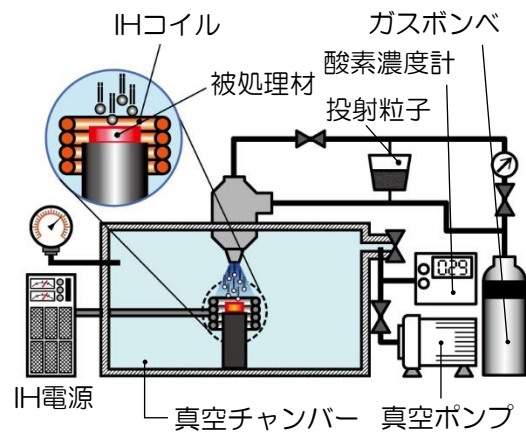 IHコイル
ガスボンベ
酸素濃度計
被処理材
投射粒子
029
IH電源
真空チャンバー
真空ポンプ